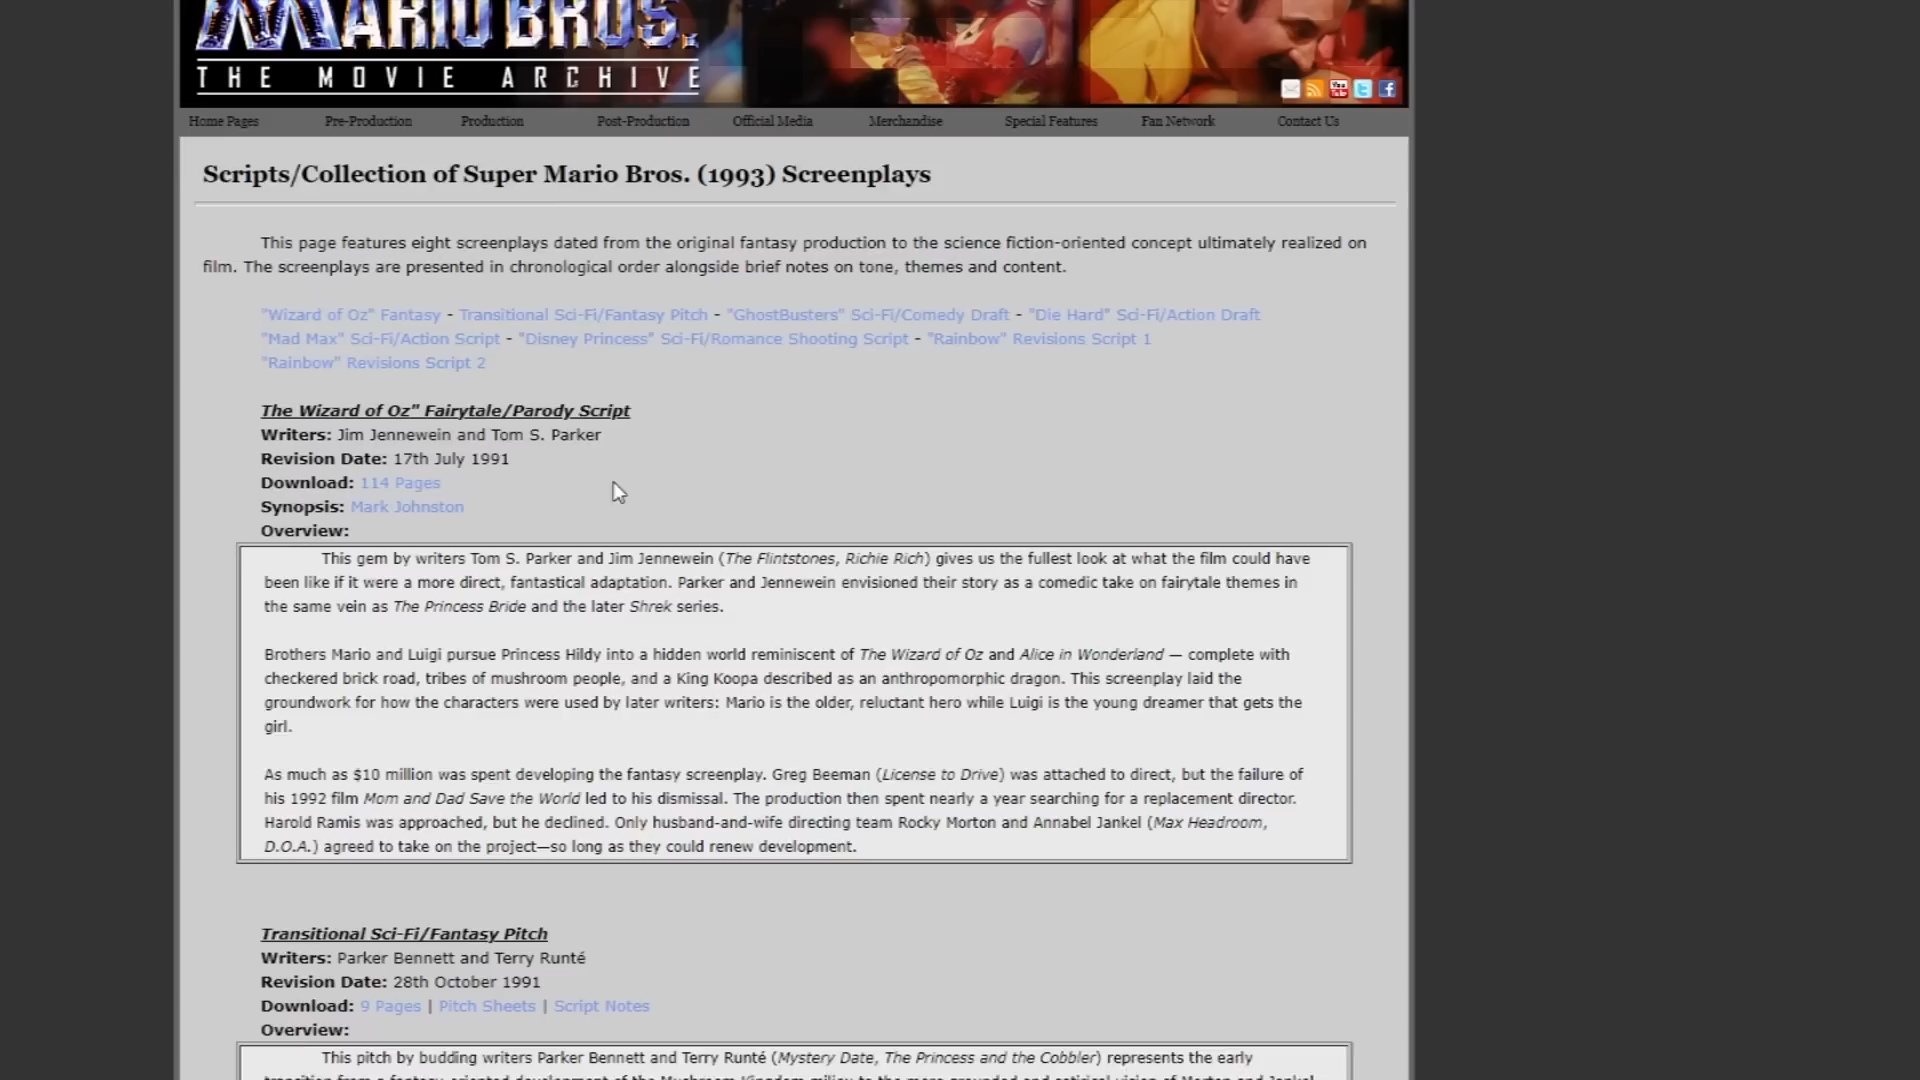 MARIO BROS.
THE MOVIE ARCHIVE
Home Pages Pre-Production Production Post-Production Official Media Merchandise Special Features Fan Network Contact Us
Scripts/Collection of Super Mario Bros. (1993) Screenplays
This page features eight screenplays dated from the original fantasy production to the science fiction-oriented concept ultimately realized on
film. The screenplays are presented in chronological order alongside brief notes on tone, themes and content.
"Wizard of Oz" Fantasy - Transitional Sci-Fi/Fantasy Pitch - "GhostBusters" Sci-Fi/Comedy Draft - "Die Hard" Sci-Fi/Action Draft
"Mad Max" Sci-Fi/Action Script - "Disney Princess" Sci-Fi/Romance Shooting Script - "Rainbow" Revisions Script 1
"Rainbow" Revisions Script 2
The Wizard of Oz" Fairytale/Parody Script
Writers: Jim Jennewein and Tom S. Parker
Revision Date: 17th July 1991
Download: 114 Pages
Synopsis: Mark Johnston
Overview:
This gem by writers Tom S. Parker and Jim Jennewein (The Flintstones, Richie Rich) gives us the fullest look at what the film could have
been like if it were a more direct, fantastical adaptation. Parker and Jennewein envisioned their story as a comedic take on fairytale themes in
the same vein as The Princess Bride and the later Shrek series.
Brothers Mario and Luigi pursue Princess Hildy into a hidden world reminiscent of The Wizard of Oz and Alice in Wonderland — complete with
checkered brick road, tribes of mushroom people, and a King Koopa described as an anthropomorphic dragon. This screenplay laid the
groundwork for how the characters were used by later writers: Mario is the older, reluctant hero while Luigi is the young dreamer that gets the
girl.
As much as $10 million was spent developing the fantasy screenplay. Greg Beeman (License to Drive) was attached to direct, but the failure of
his 1992 film Mom and Dad Save the World led to his dismissal. The production then spent nearly a year searching for a replacement director.
Harold Ramis was approached, but he declined. Only husband-and-wife directing team Rocky Morton and Annabel Jankel (Max Headroom,
D.O.A.) agreed to take on the project—so long as they could renew development.
Transitional Sci-Fi/Fantasy Pitch
Writers: Parker Bennett and Terry Runté
Revision Date: 28th October 1991
Download: 9 Pages | Pitch Sheets | Script Notes
Overview:
This pitch by budding writers Parker Bennett and Terry Runté (Mystery Date, The Princess and the Cobbler) represents the early